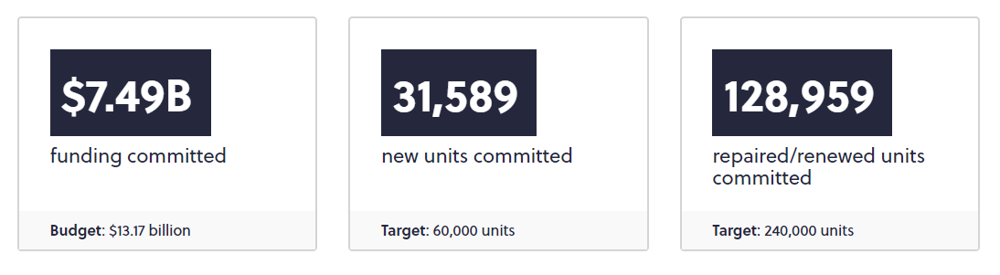 $7.49B
funding committed
Budget: $13.17 billion
31,589
new units committed
Target: 60,000 units
128,959
repaired/renewed units
committed
Target: 240,000 units